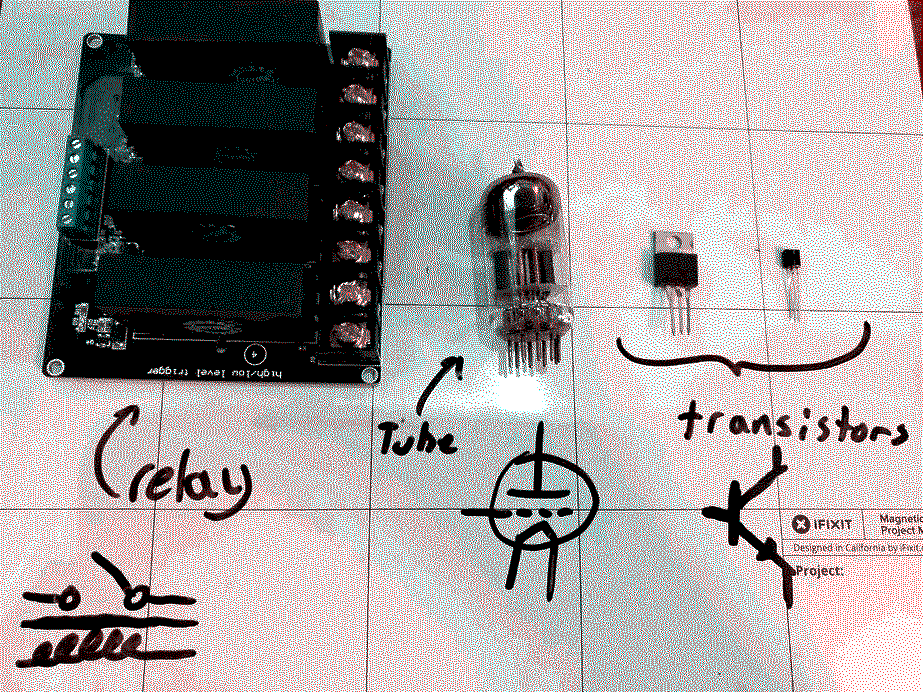 high/low level trigger
relay
Tube
transistors
iFIXIT
Magnetic
Project M
Designed in California by iFixit.
Project: